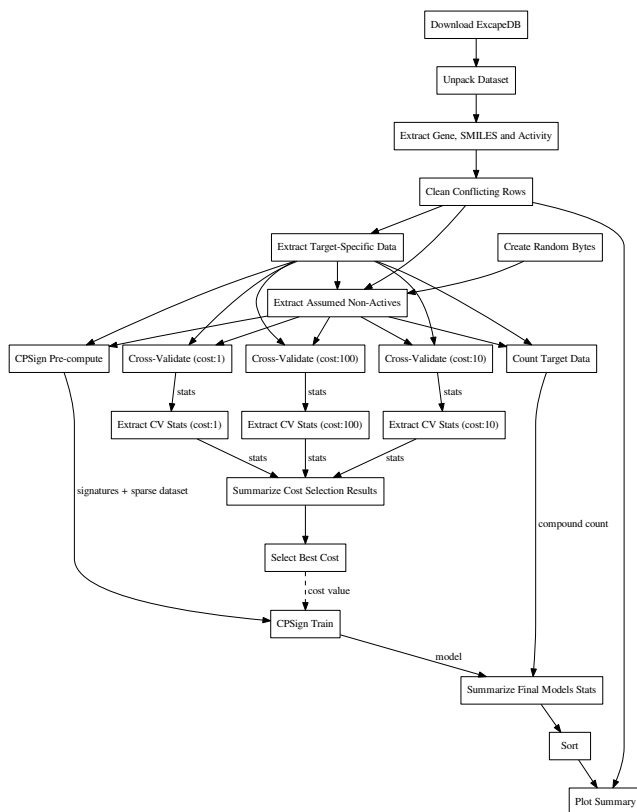 Download ExcapeDB
Unpack Dataset
Extract Gene, SMILES and Activity
Clean Conflicting Rows
Extract Target-Specific Data
Create Random Bytes
Extract Assumed Non-Actives
CPSign Pre-compute
Cross-Validate (cost:1)
Cross-Validate (cost:100)
Cross-Validate (cost:10)
Count Target Data
stats
stats
stats
Extract CV Stats (cost:1)
Extract CV Stats (cost:100)
Extract CV Stats (cost:10)
stats
stats
stats
signatures + sparse dataset
Summarize Cost Selection Results
compound count
Select Best Cost
cost value
CPSign Train
model
Summarize Final Models Stats
Sort
Plot Summary